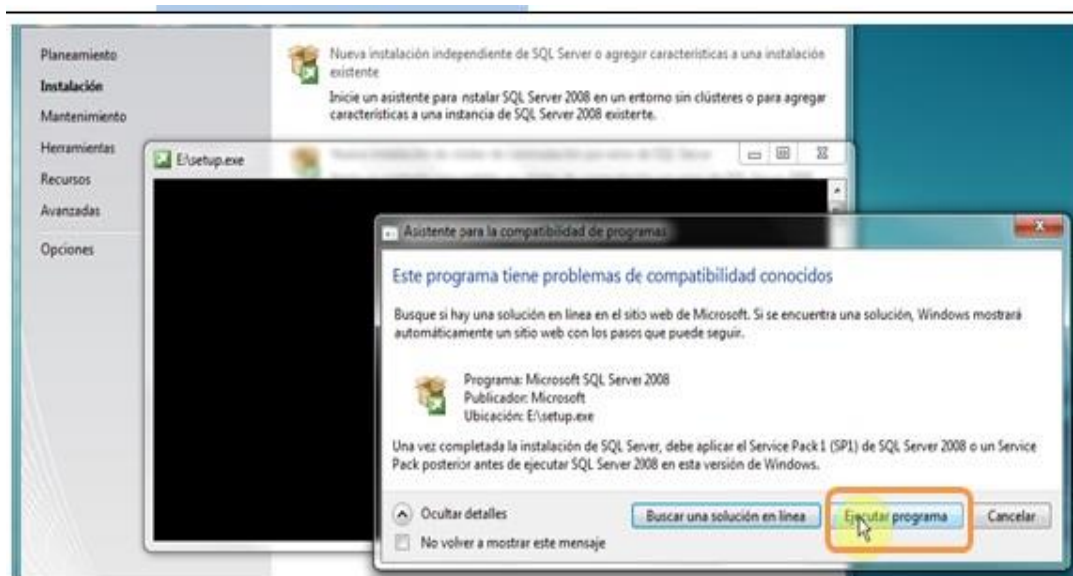 Planeamiento
Instalación
Mantenimiento
Herramientas
Recursos
Avanzadas
Opciones
Nueva instalación independiente de SQL Server o agregar características a una instalación
existente
Inicie un asistente para nstalar SQL Server 2008 en un entorno sin clústeres o para agregar
características a una instancia de SQL Server 2008 existerte.
E:\setup.exe
Asistente para la compatibilidad de programas
Este programa tiene problemas de compatibilidad conocidos
Busque si hay una solución en línea en el sitio web de Microsoft. Si se encuentra una solución, Windows mostrará
automáticamente un sitio web con los pasos que puede seguir.
Programa: Microsoft SQL Server 2008
Publicador: Microsoft
Ubicación: E:\setup.exe
Una vez completada la instalación de SQL Server, debe aplicar el Service Pack 1 (SP1) de SQL Server 2008 o un Service
Pack posterior antes de ejecutar SQL Server 2008 en esta versión de Windows.
Ocultar detalles
Buscar una solución en línea
Ejecutar programa
Cancelar
No volver a mostrar este mensaje